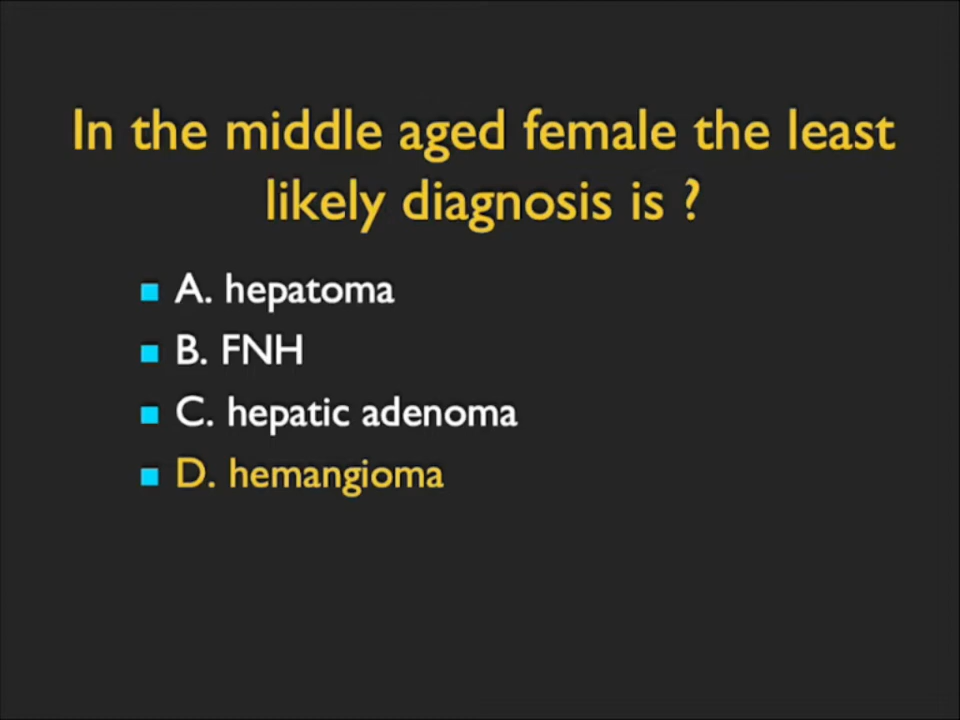 In the middle aged female the least
likely diagnosis is ?
A. hepatoma
B. FNH
C. hepatic adenoma
D. hemangioma